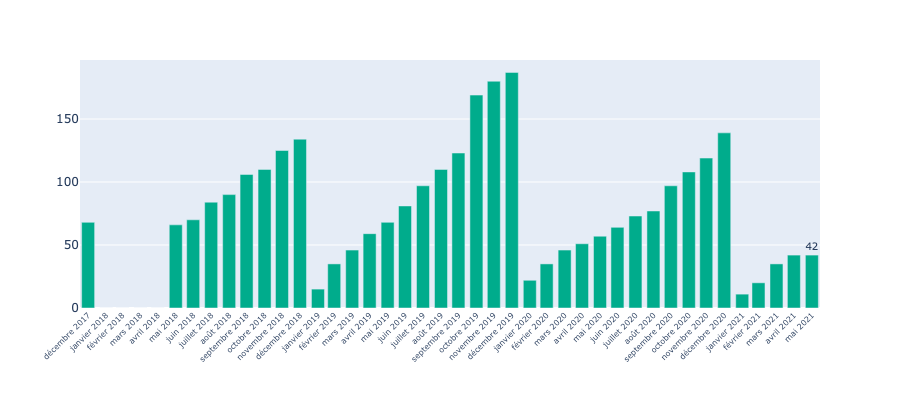 150
100
50
0
42
décembre 2017
janvier 2018
février 2018
mars 2018
avril 2018
mai 2018
juin 2018
juillet 2018
août 2018
septembre 2018
octobre 2018
novembre 2018
décembre 2018
janvier 2019
février 2019
mars 2019
avril 2019
mai 2019
juin 2019
juillet 2019
août 2019
septembre 2019
octobre 2019
novembre 2019
décembre 2019
janvier 2020
février 2020
mars 2020
avril 2020
mai 2020
juin 2020
juillet 2020
août 2020
septembre 2020
octobre 2020
novembre 2020
décembre 2020
janvier 2021
février 2021
mars 2021
avril 2021
mai 2021